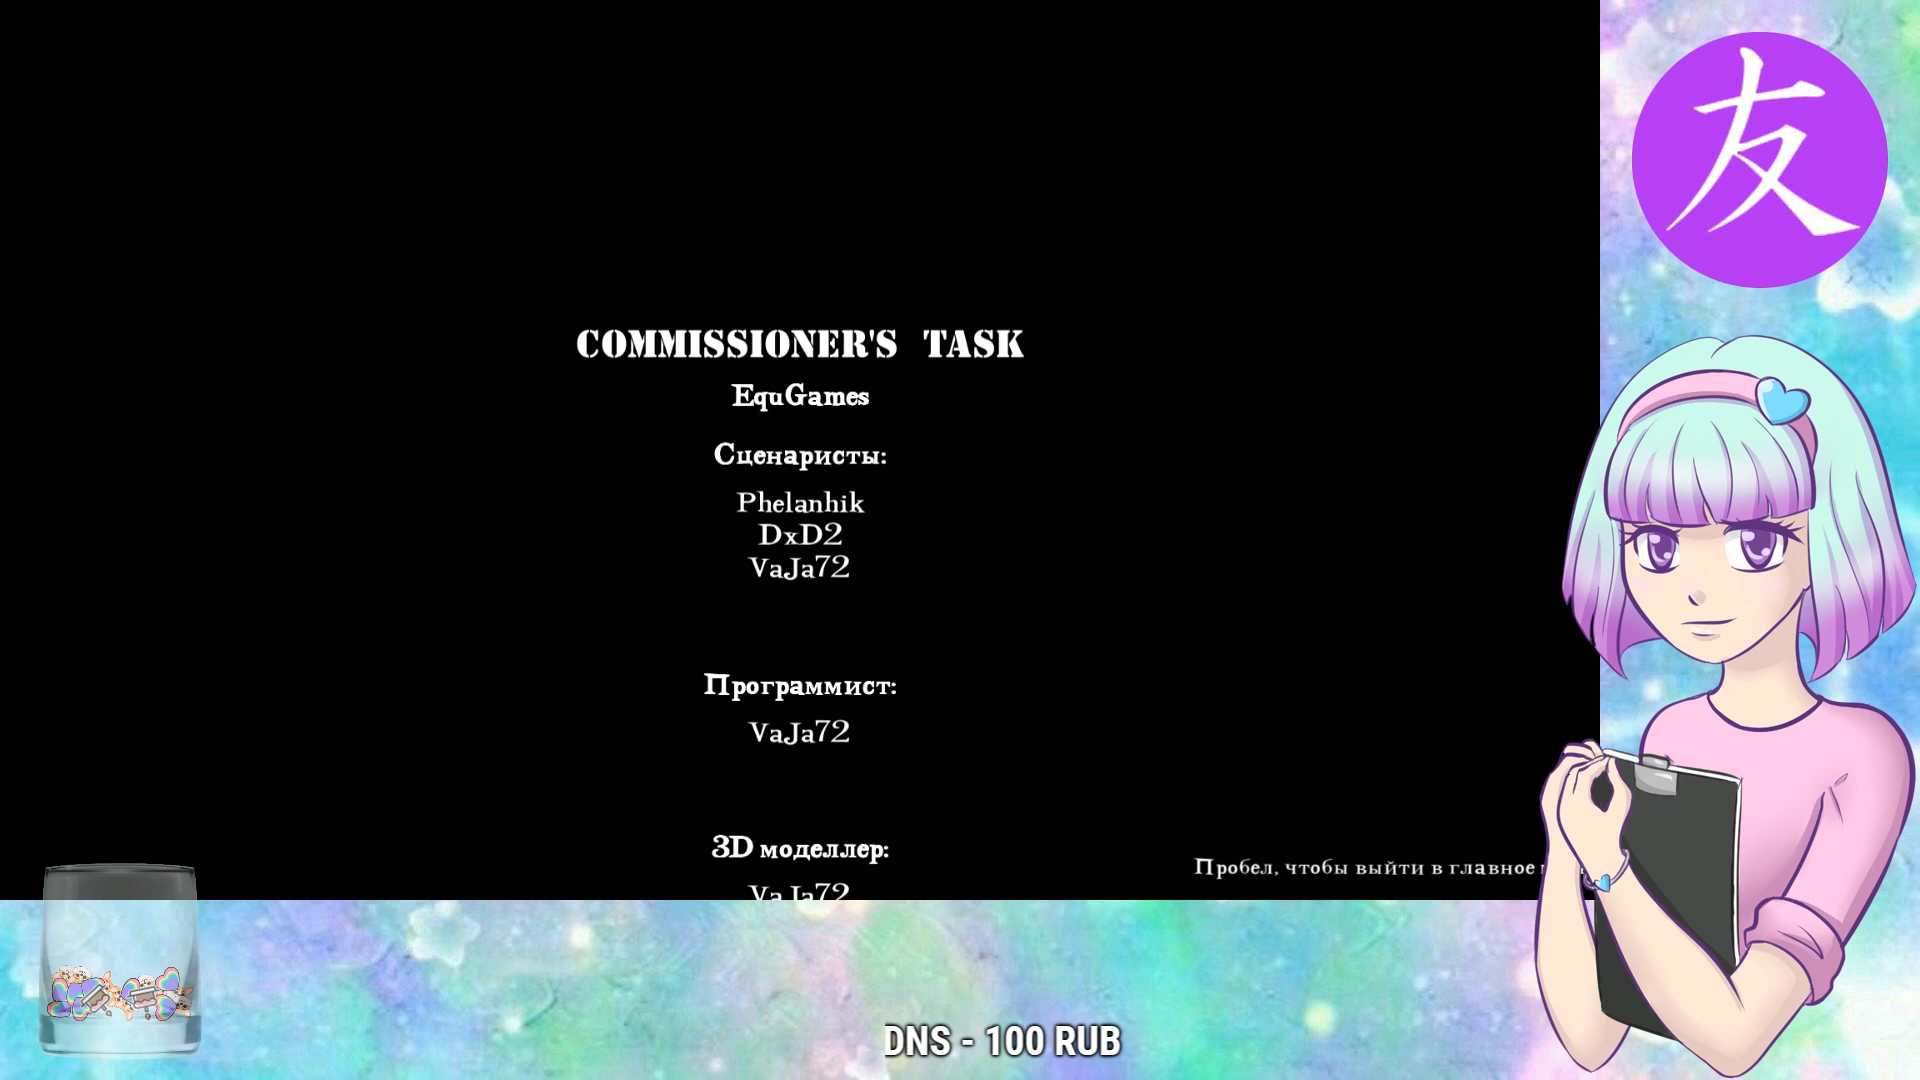 友
COMMISSIONER'S TASK
EquGames
Сценаристы:
Phelanhik
DxD2
VaJa72
Программист:
VaJa72
3D моделлер:
VaJa72
Пробел, чтобы выйти в главное
DNS - 100 RUB